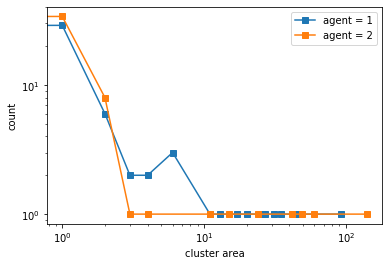 agent = 1
agent = 2
count
10¹
10⁰
10⁰
10¹
10²
cluster area